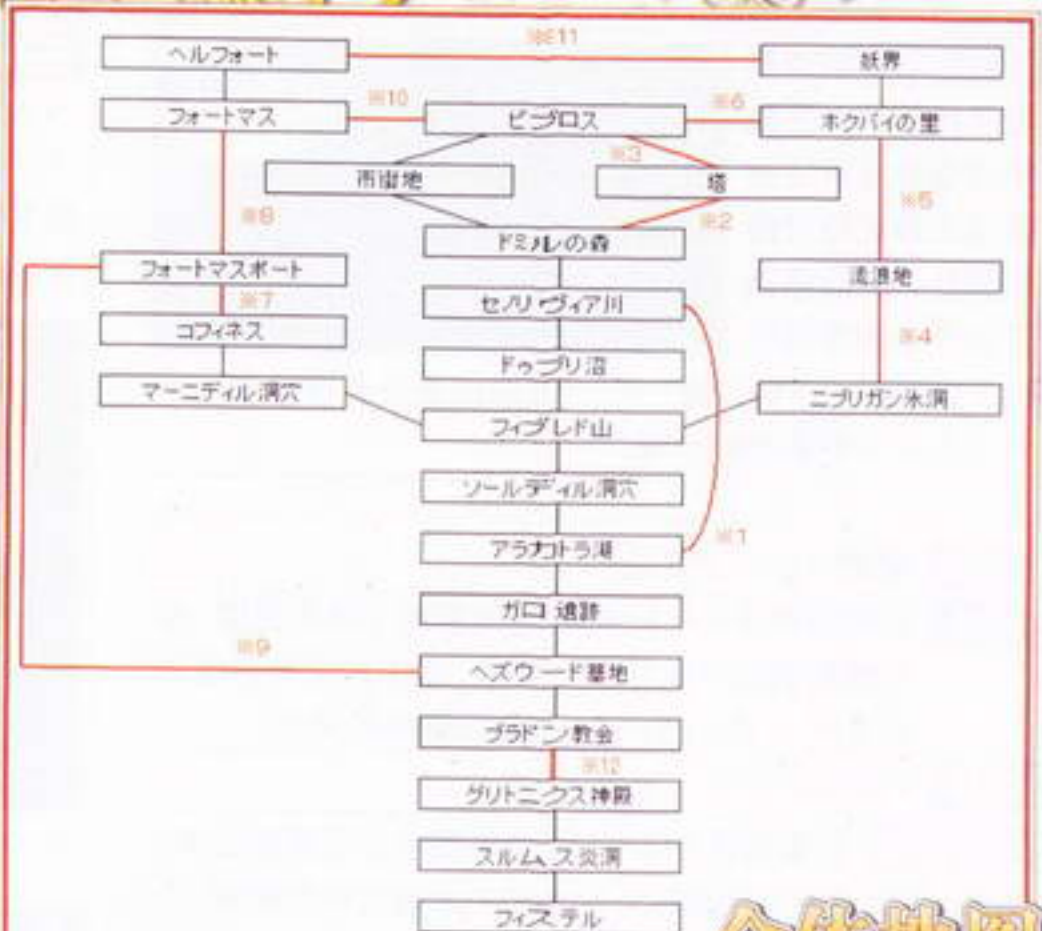 ※11
ヘルフォート
妖界
※10
※6
フォートマス
ビブロス
ホクバイの里
※3
市街地
塔
※5
※8
※2
ドミルの森
フォートマスポート
セノリヴィア川
流浪地
※7
コフィネス
※4
ドゥブリ沼
マーニディル洞穴
ニブリガン氷洞
フィブレド山
ソールディル洞穴
※1
アラコトラ湖
ガロ遺跡
※9
ヘズウード墓地
ブラドン教会
※12
グリトニクス神殿
スルムス炎洞
フィステル
全体地図